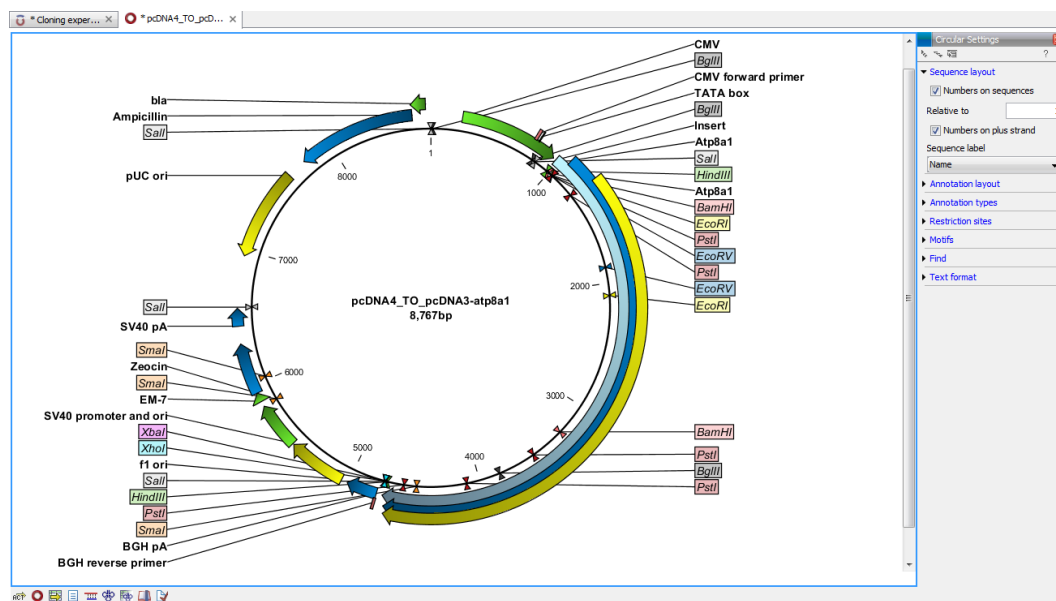 * Cloning exper...
* pcDNA4_TO_pcD...
Circular Settings
?
Sequence layout
Numbers on sequences
Relative to
Numbers on plus strand
Sequence label
Name
Annotation layout
Annotation types
Restriction sites
Motifs
Find
Text format
CMV
BglII
CMV forward primer
TATA box
BglII
Insert
Atp8a1
SalI
HindIII
Atp8a1
BamHI
EcoRI
PstI
EcoRV
PstI
EcoRV
EcoRI
BamHI
PstI
BglII
PstI
bla
Ampicillin
SalI
pUC ori
SalI
SV40 pA
SmaI
Zeocin
SmaI
EM-7
SV40 promoter and ori
XbaI
XhoI
f1 ori
SalI
HindIII
PstI
SmaI
BGH pA
BGH reverse primer
1
1000
2000
3000
4000
5000
6000
7000
8000
pcDNA4_TO_pcDNA3-atp8a1
8,767bp